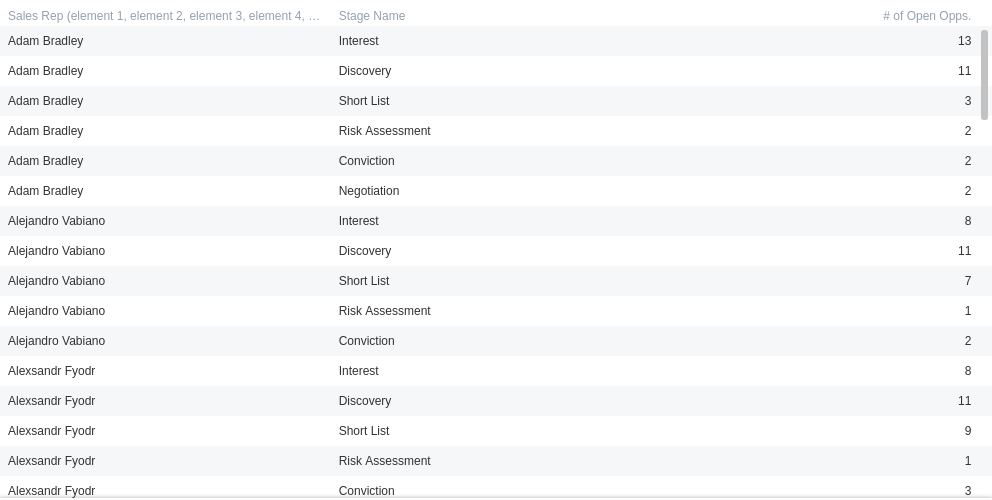 Sales Rep (element 1, element 2, element 3, element 4, … Stage Name # of Open Opps.
Adam Bradley Interest 13
Adam Bradley Discovery 11
Adam Bradley Short List 3
Adam Bradley Risk Assessment 2
Adam Bradley Conviction 2
Adam Bradley Negotiation 2
Alejandro Vabiano Interest 8
Alejandro Vabiano Discovery 11
Alejandro Vabiano Short List 7
Alejandro Vabiano Risk Assessment 1
Alejandro Vabiano Conviction 2
Alexsandr Fyodr Interest 8
Alexsandr Fyodr Discovery 11
Alexsandr Fyodr Short List 9
Alexsandr Fyodr Risk Assessment 1
Alexsandr Fyodr Conviction 3